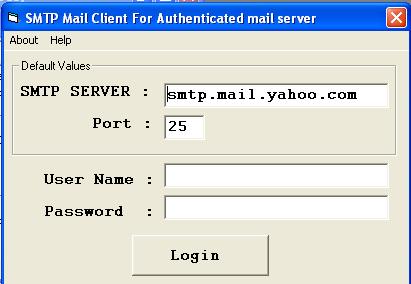 SMTP Mail Client For Authenticated mail server
About Help
Default Values
SMTP SERVER : smtp.mail.yahoo.com
Port : 25
User Name :
Password :
Login